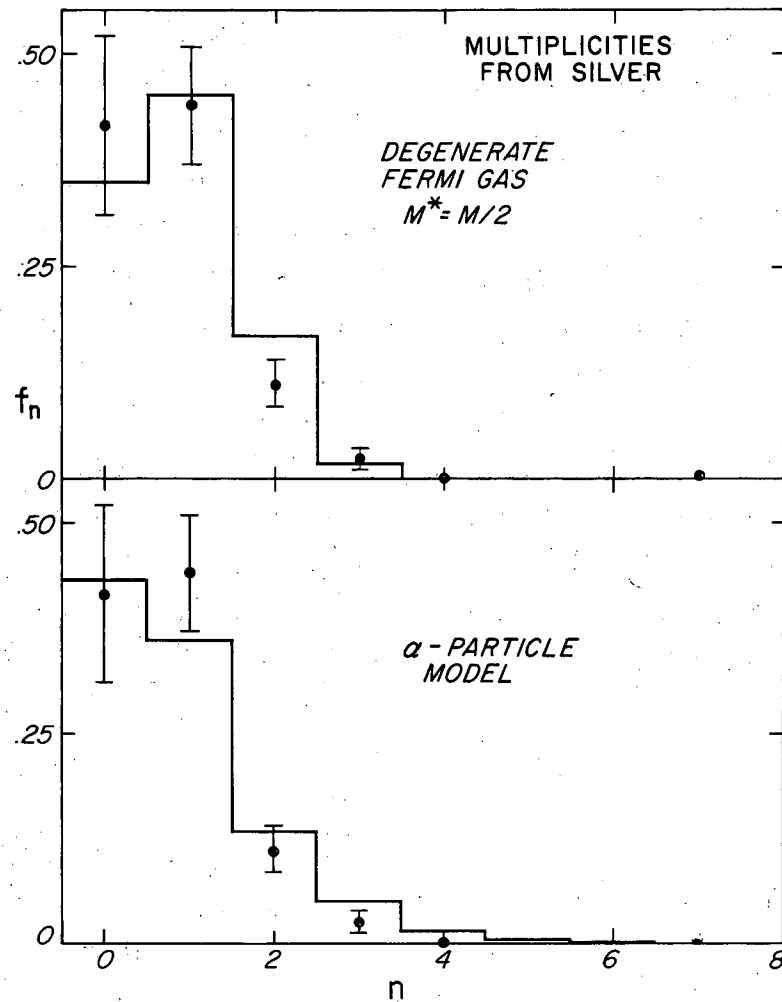 MULTIPLICITIES
FROM SILVER
DEGENERATE
FERMI GAS
M*= M/2
.50
.25
fn
0
α-PARTICLE
MODEL
.50
.25
0
0 2 4 6 8
n